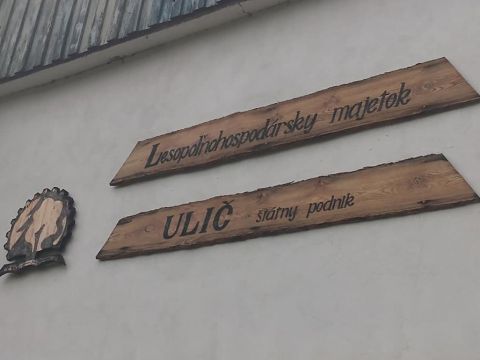 Lesopoľnohospodársky majetok
ULIČ štátny podnik